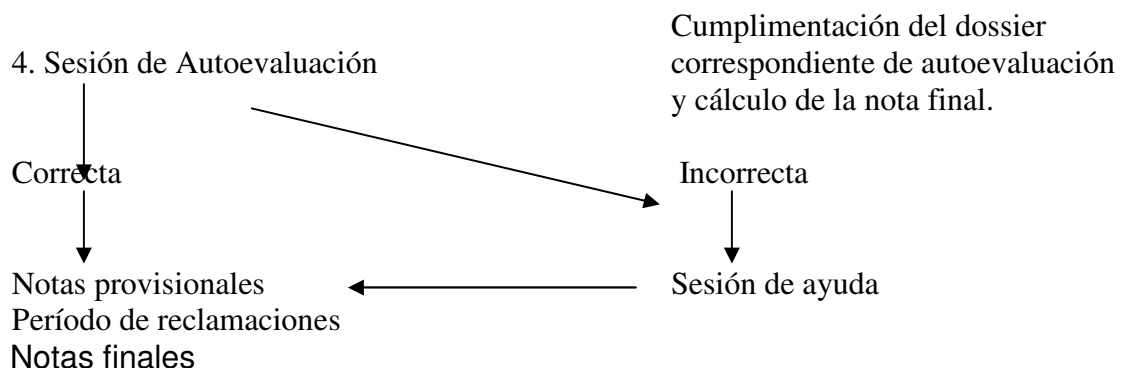 Cumplimentación del dossier
4. Sesión de Autoevaluación
correspondiente de autoevaluación
y cálculo de la nota final.
Correcta
Incorrecta
Notas provisionales
Sesión de ayuda
Período de reclamaciones
Notas finales